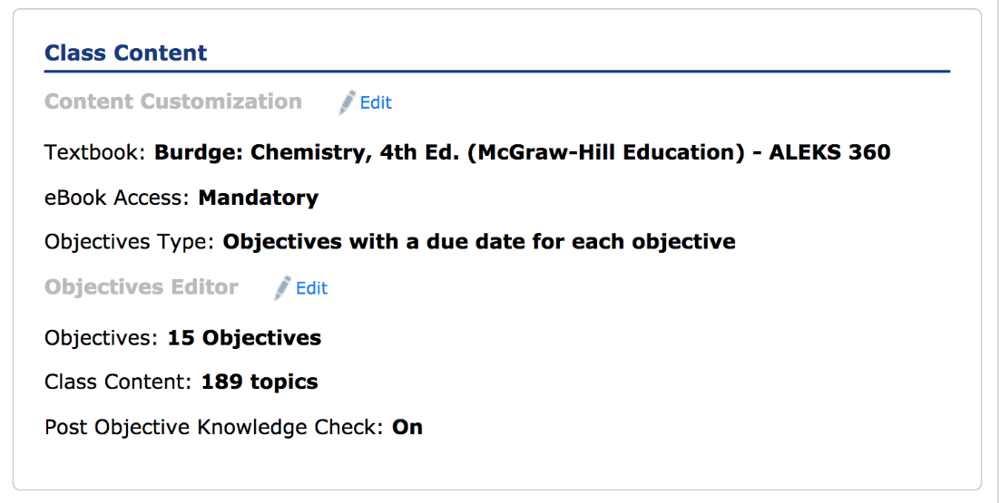 Class Content
Content Customization Edit
Textbook: Burdge: Chemistry, 4th Ed. (McGraw-Hill Education) - ALEKS 360
eBook Access: Mandatory
Objectives Type: Objectives with a due date for each objective
Objectives Editor Edit
Objectives: 15 Objectives
Class Content: 189 topics
Post Objective Knowledge Check: On